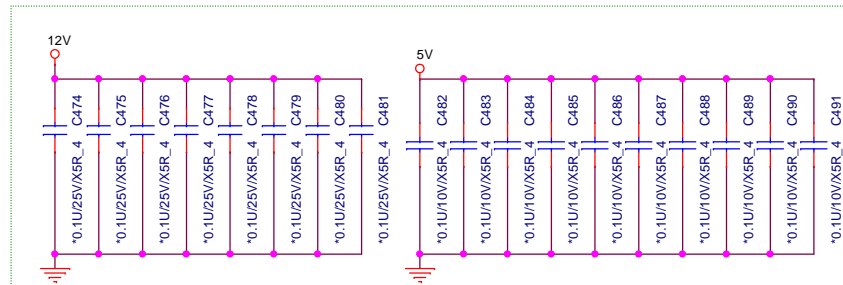 12V
C474
*0.1U/25V/X5R_4
C475
*0.1U/25V/X5R_4
C476
*0.1U/25V/X5R_4
C477
*0.1U/25V/X5R_4
C478
*0.1U/25V/X5R_4
C479
*0.1U/25V/X5R_4
C480
*0.1U/25V/X5R_4
C481
*0.1U/25V/X5R_4
5V
C482
*0.1U/10V/X5R_4
C483
*0.1U/10V/X5R_4
C484
*0.1U/10V/X5R_4
C485
*0.1U/10V/X5R_4
C486
*0.1U/10V/X5R_4
C487
*0.1U/10V/X5R_4
C488
*0.1U/10V/X5R_4
C489
*0.1U/10V/X5R_4
C490
*0.1U/10V/X5R_4
C491
*0.1U/10V/X5R_4